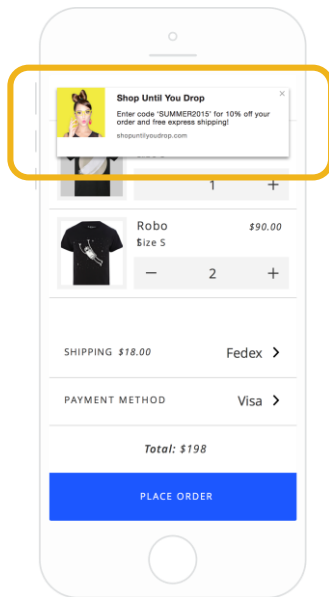 Shop Until You Drop
Enter code 'SUMMER2015' for 10% off your
order and free express shipping!
shopuntilyoudrop.com
1 +
Robo $90.00
Size S
— 2 +
SHIPPING $18.00 Fedex >
PAYMENT METHOD Visa >
Total: $198
PLACE ORDER